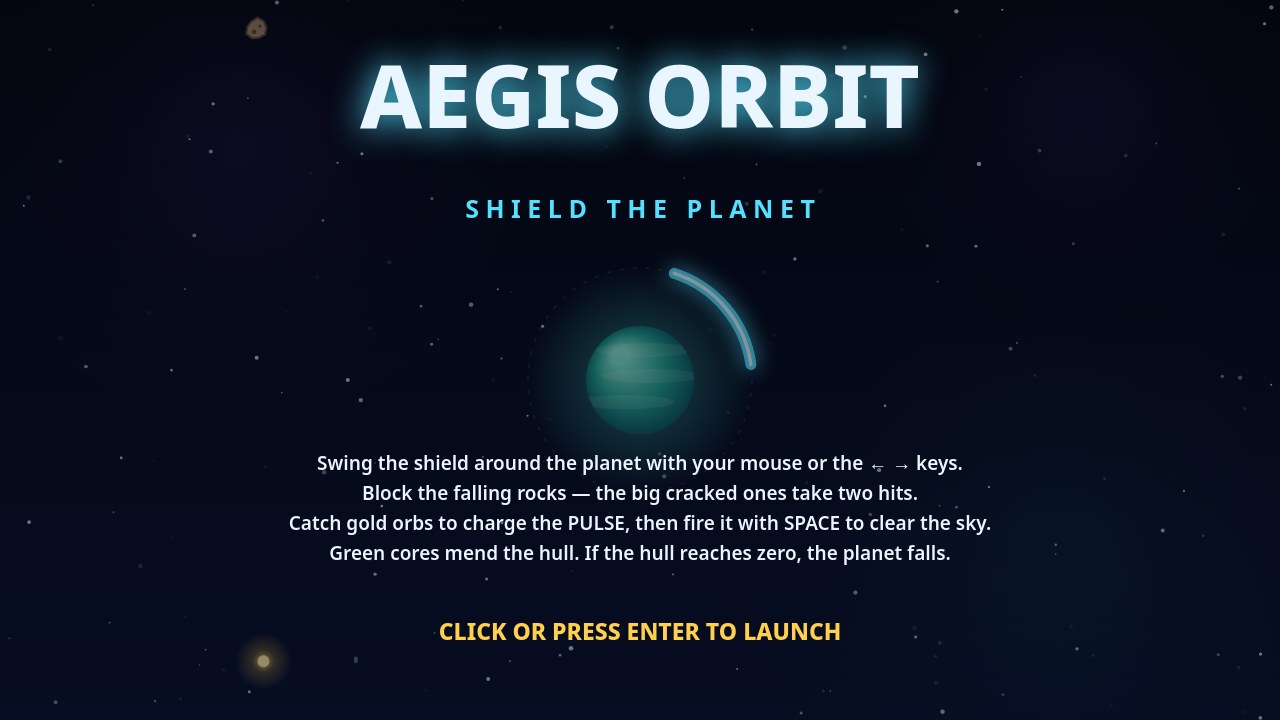 AEGIS ORBIT
SHIELD THE PLANET
Swing the shield around the planet with your mouse or the ← → keys.
Block the falling rocks — the big cracked ones take two hits.
Catch gold orbs to charge the PULSE, then fire it with SPACE to clear the sky.
Green cores mend the hull. If the hull reaches zero, the planet falls.
CLICK OR PRESS ENTER TO LAUNCH